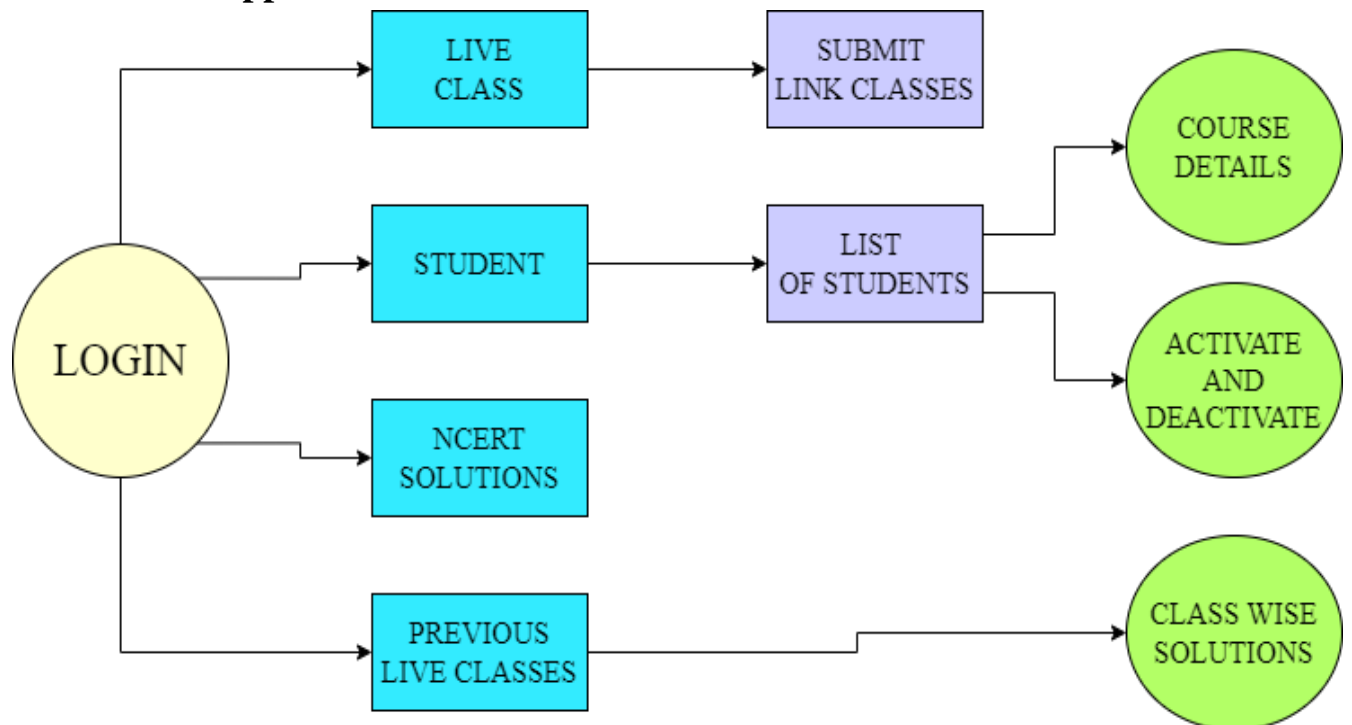 LIVE
CLASS
SUBMIT
LINK CLASSES
COURSE
DETAILS
STUDENT
LIST
OF STUDENTS
LOGIN
ACTIVATE
AND
DEACTIVATE
NCERT
SOLUTIONS
PREVIOUS
LIVE CLASSES
CLASS WISE
SOLUTIONS